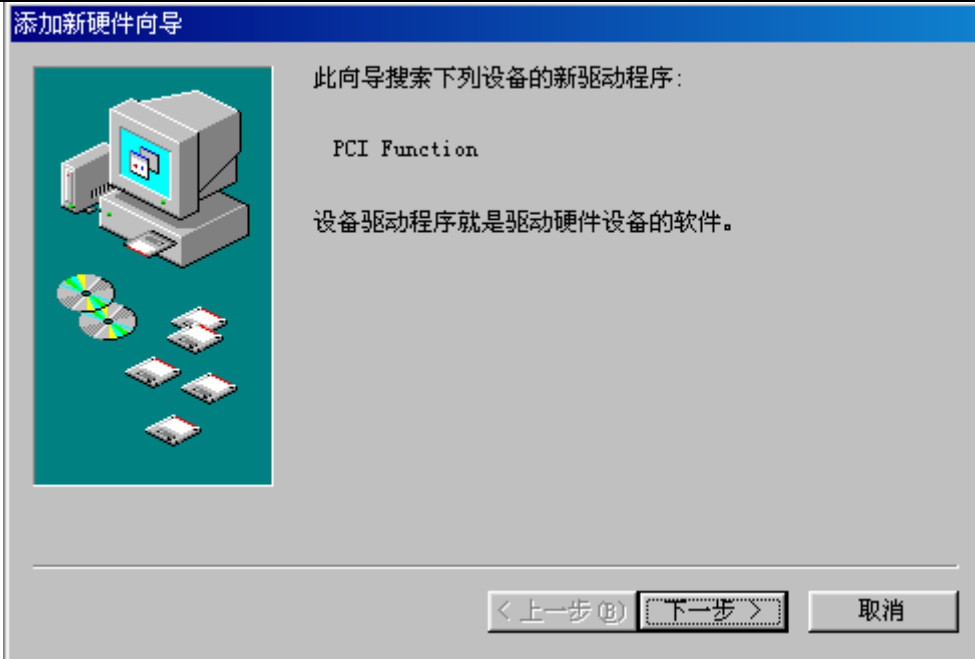 添加新硬件向导
此向导搜索下列设备的新驱动程序:
PCI Function
设备驱动程序就是驱动硬件设备的软件。
< 上一步(B)
下一步 >
取消